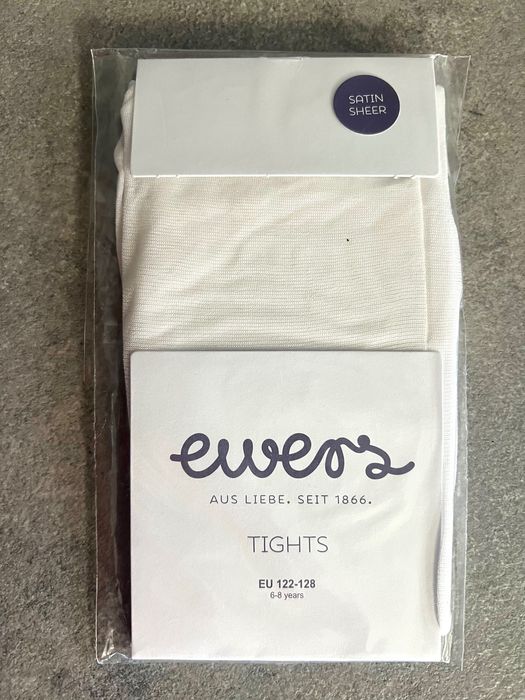 SATIN
SHEER
ewers
AUS LIEBE. SEIT 1866.
TIGHTS
EU 122-128
6-8 years